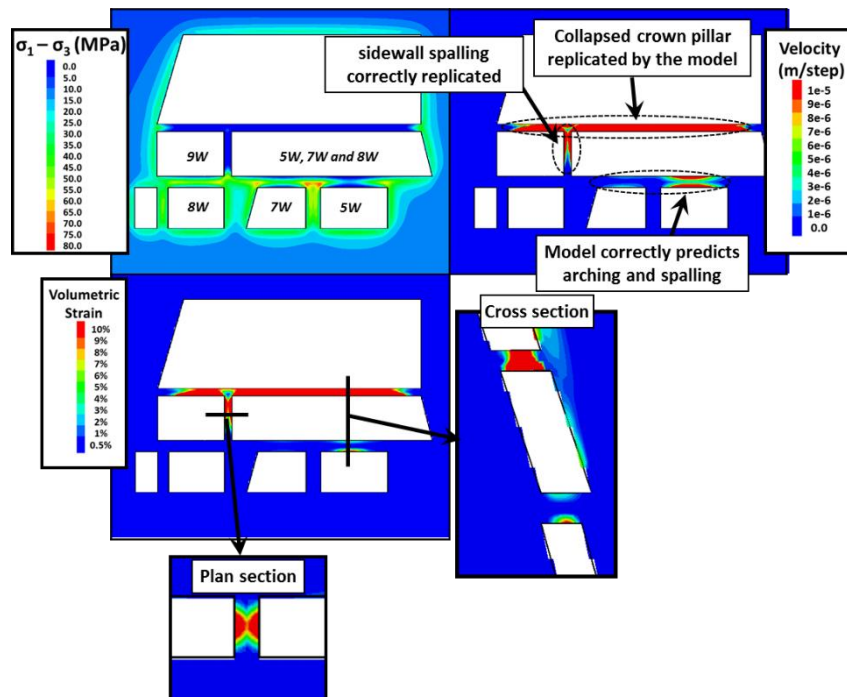 σ₁ – σ₃ (MPa)
0.0
5.0
10.0
15.0
20.0
25.0
30.0
35.0
40.0
45.0
50.0
55.0
60.0
65.0
70.0
75.0
80.0
9W
5W, 7W and 8W
8W
7W
5W
sidewall spalling
correctly replicated
Collapsed crown pillar
replicated by the model
Velocity
(m/step)
1e-5
9e-6
8e-6
7e-6
6e-6
5e-6
4e-6
3e-6
2e-6
1e-6
0.0
Model correctly predicts
arching and spalling
Volumetric
Strain
10%
9%
8%
7%
6%
5%
4%
3%
2%
1%
0.5%
Cross section
Plan section